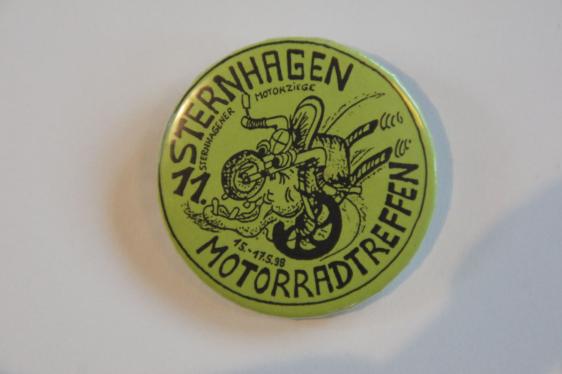 STERNHAGEN
STERNHAGENER
MOTORZIEGE
11.
15.-17.5.98
MOTORRADTREFFEN